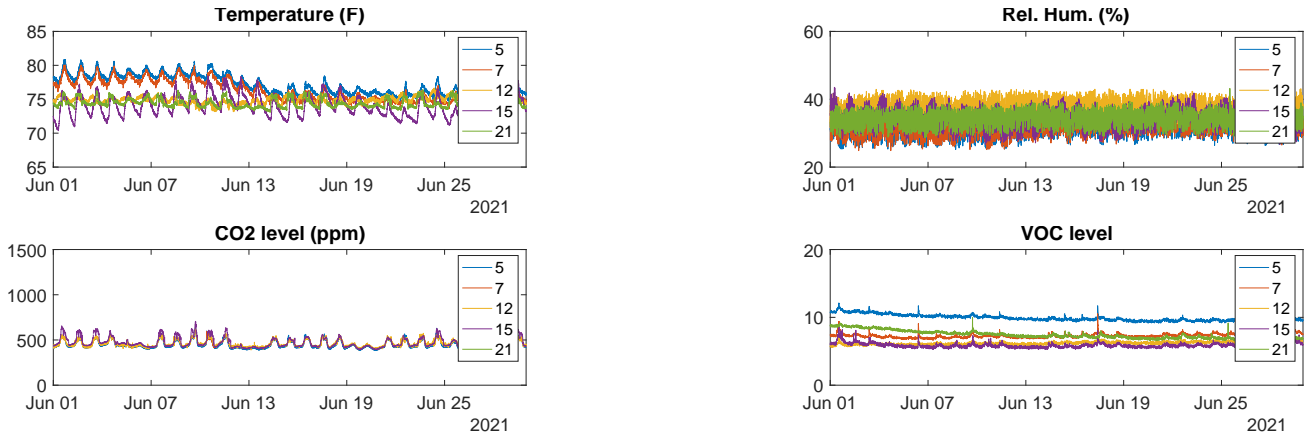 Temperature (F)
85
80
75
70
65
5
7
12
15
21
Jun 01
Jun 07
Jun 13
Jun 19
Jun 25
2021
Rel. Hum. (%)
60
40
20
5
7
12
15
21
Jun 01
Jun 07
Jun 13
Jun 19
Jun 25
2021
CO2 level (ppm)
1500
1000
500
0
5
7
12
15
21
Jun 01
Jun 07
Jun 13
Jun 19
Jun 25
2021
VOC level
20
10
0
5
7
12
15
21
Jun 01
Jun 07
Jun 13
Jun 19
Jun 25
2021